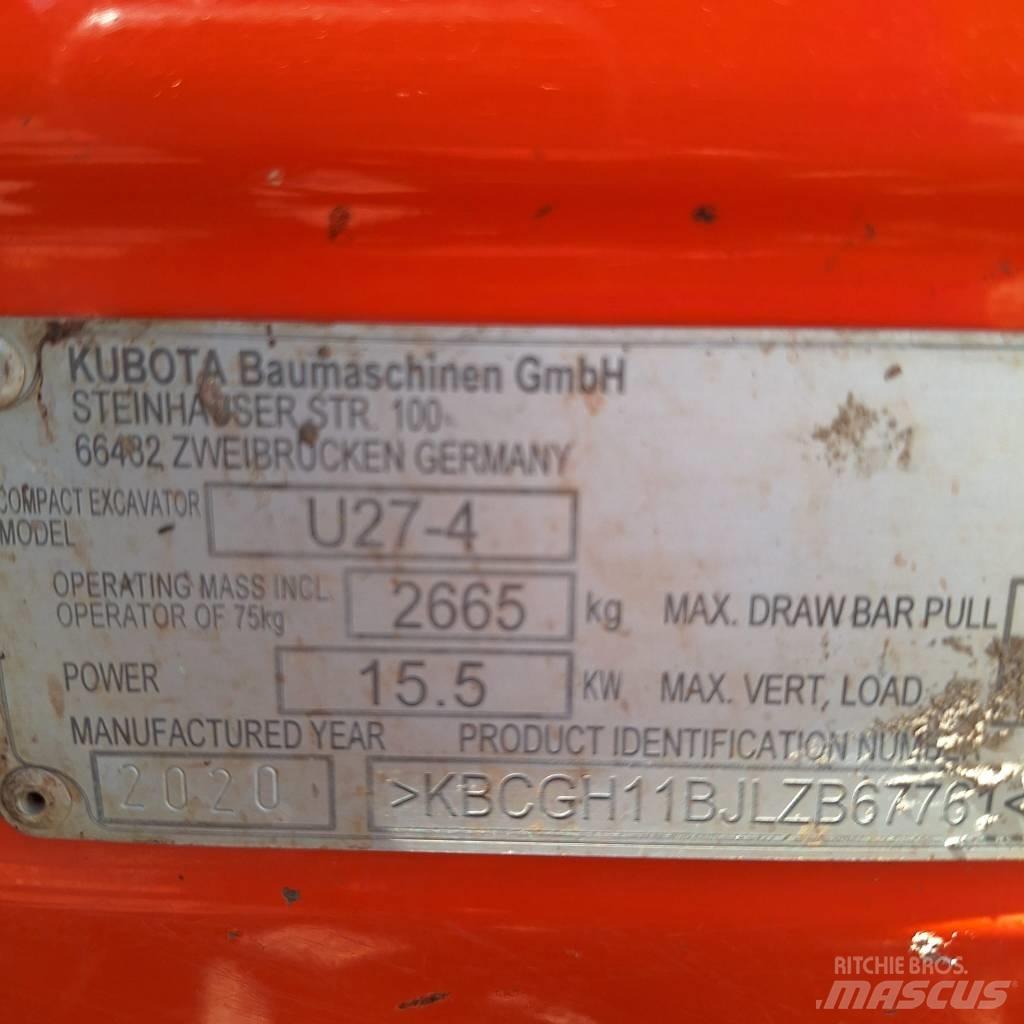 KUBOTA Baumaschinen GmbH
STEINHAUSER STR. 100
66482 ZWEIBRÜCKEN GERMANY
COMPACT EXCAVATOR
MODEL U27-4
OPERATING MASS INCL.
OPERATOR OF 75kg 2665 kg MAX. DRAW BAR PULL
POWER 15.5 KW MAX. VERT, LOAD
MANUFACTURED YEAR PRODUCT IDENTIFICATION NUMBER
2020 >KBCGH11BJLZB67761<
RITCHIE BROS.
MASCUS